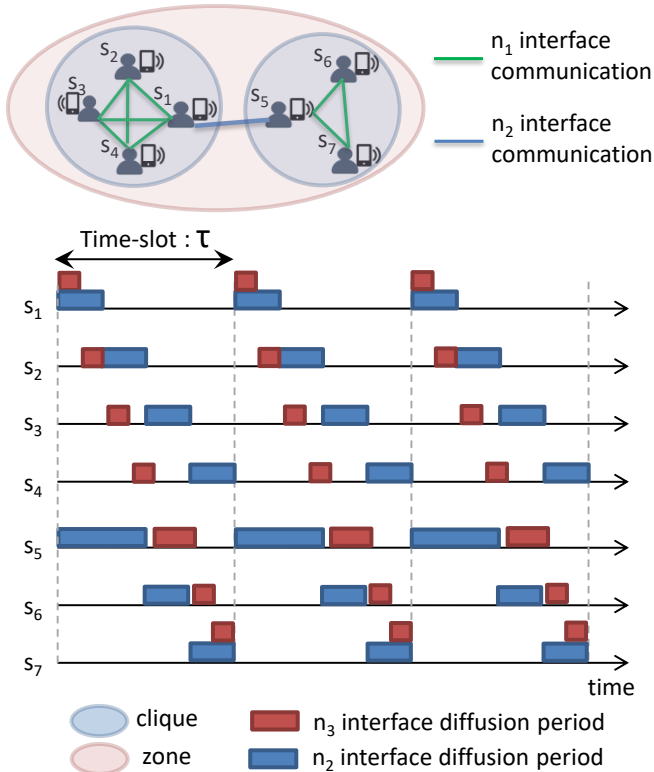 s₂
s₃
s₁
s₄
s₆
s₅
s₇
n₁ interface
communication
n₂ interface
communication
Time-slot : τ
s₁
s₂
s₃
s₄
s₅
s₆
s₇
time
clique
n₃ interface diffusion period
zone
n₂ interface diffusion period